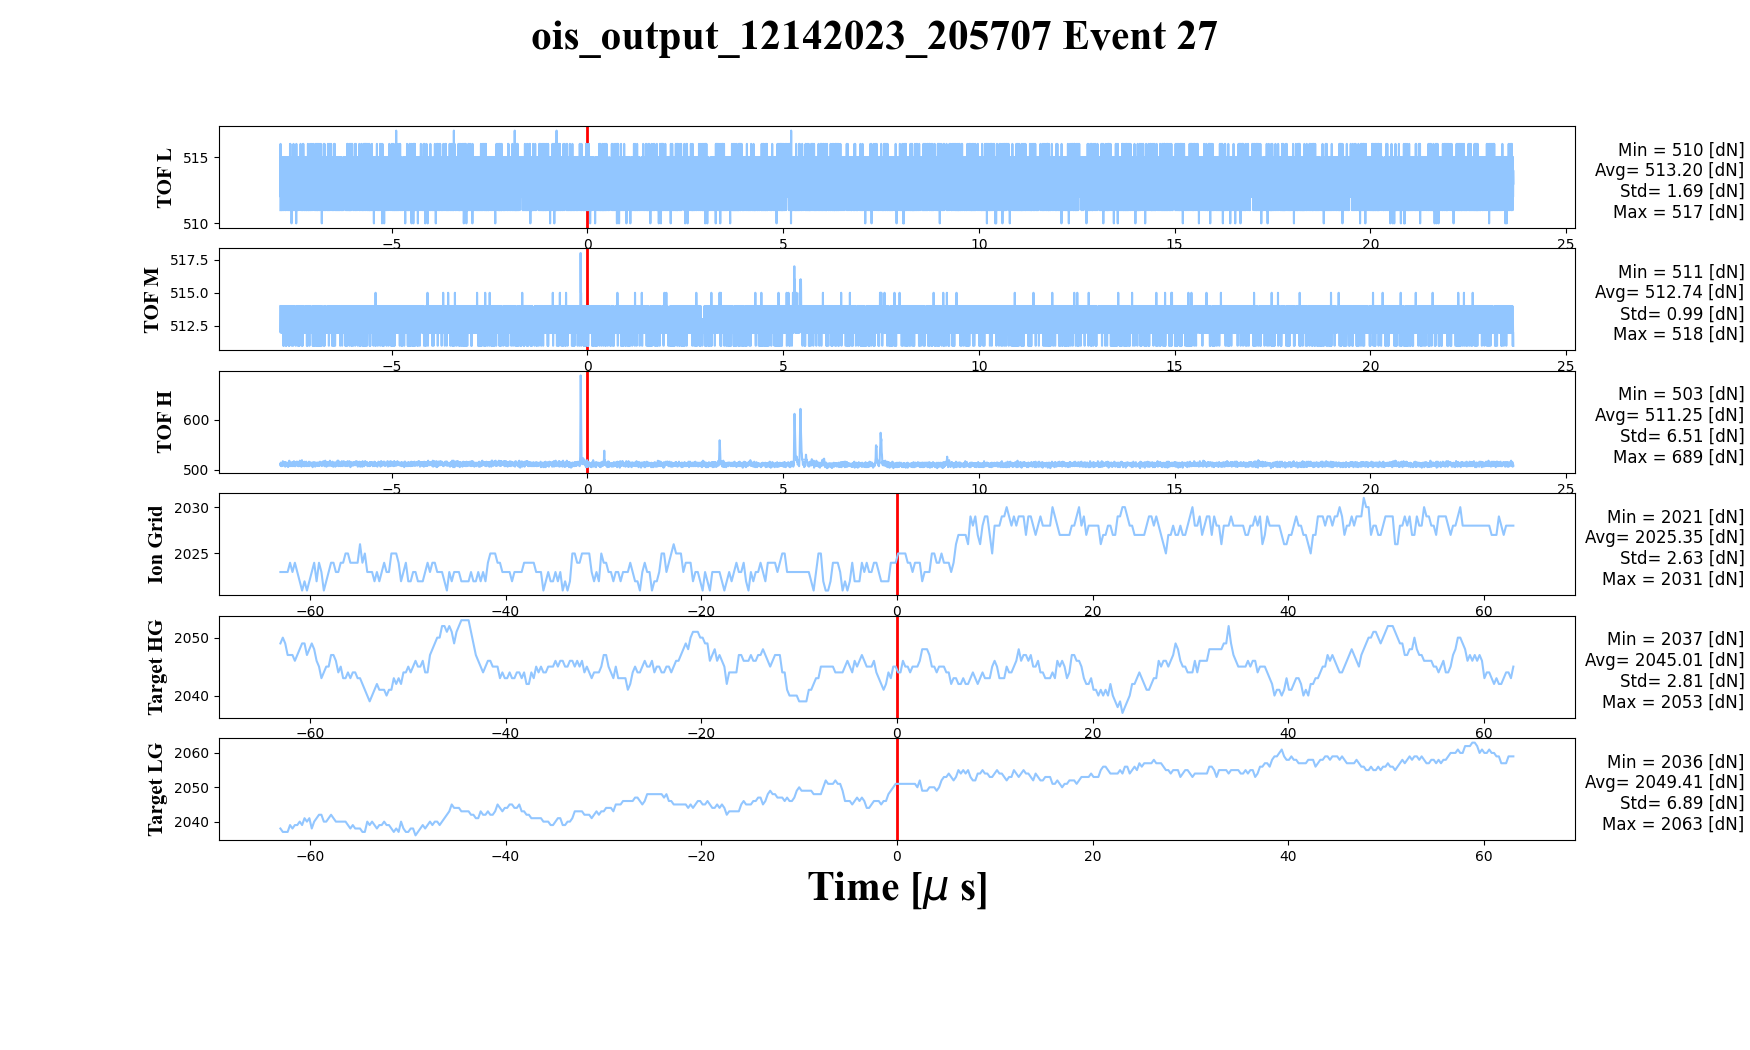 ois_output_12142023_205707 Event 27
TOF L
515
510
−5 0 5 10 15 20 25
Min = 510 [dN]
Avg= 513.20 [dN]
Std= 1.69 [dN]
Max = 517 [dN]
TOF M
517.5
515.0
512.5
−5 0 5 10 15 20 25
Min = 511 [dN]
Avg= 512.74 [dN]
Std= 0.99 [dN]
Max = 518 [dN]
TOF H
600
500
−5 0 5 10 15 20 25
Min = 503 [dN]
Avg= 511.25 [dN]
Std= 6.51 [dN]
Max = 689 [dN]
Ion Grid
2030
2025
−60 −40 −20 0 20 40 60
Min = 2021 [dN]
Avg= 2025.35 [dN]
Std= 2.63 [dN]
Max = 2031 [dN]
Target HG
2050
2040
−60 −40 −20 0 20 40 60
Min = 2037 [dN]
Avg= 2045.01 [dN]
Std= 2.81 [dN]
Max = 2053 [dN]
Target LG
2060
2050
2040
−60 −40 −20 0 20 40 60
Min = 2036 [dN]
Avg= 2049.41 [dN]
Std= 6.89 [dN]
Max = 2063 [dN]
Time [μ s]